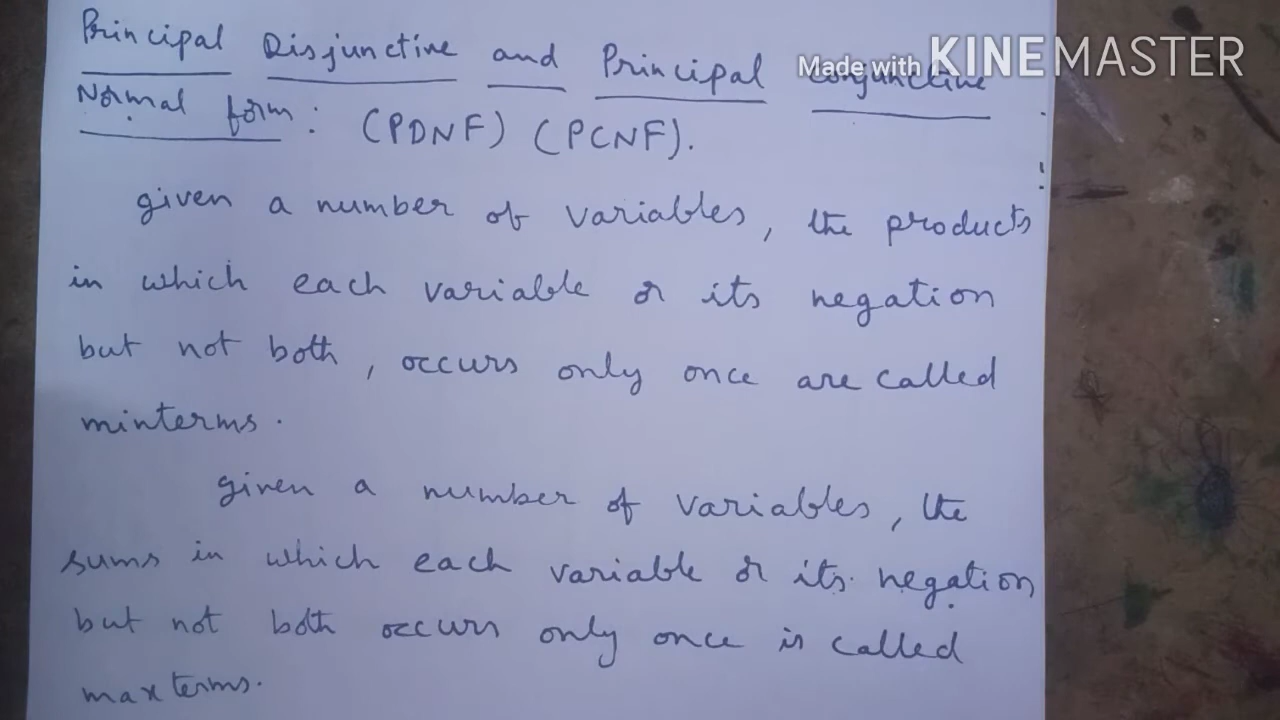 Principal Disjunctive and Principal Conjunctive
Made with KINEMASTER
Normal form : (PDNF) (PCNF).
given a number of variables, the products
in which each variable or its negation
but not both, occurs only once are called
minterms.
given a number of variables, the
sums in which each variable or its negation
but not both occurs only once is called
maxterms.